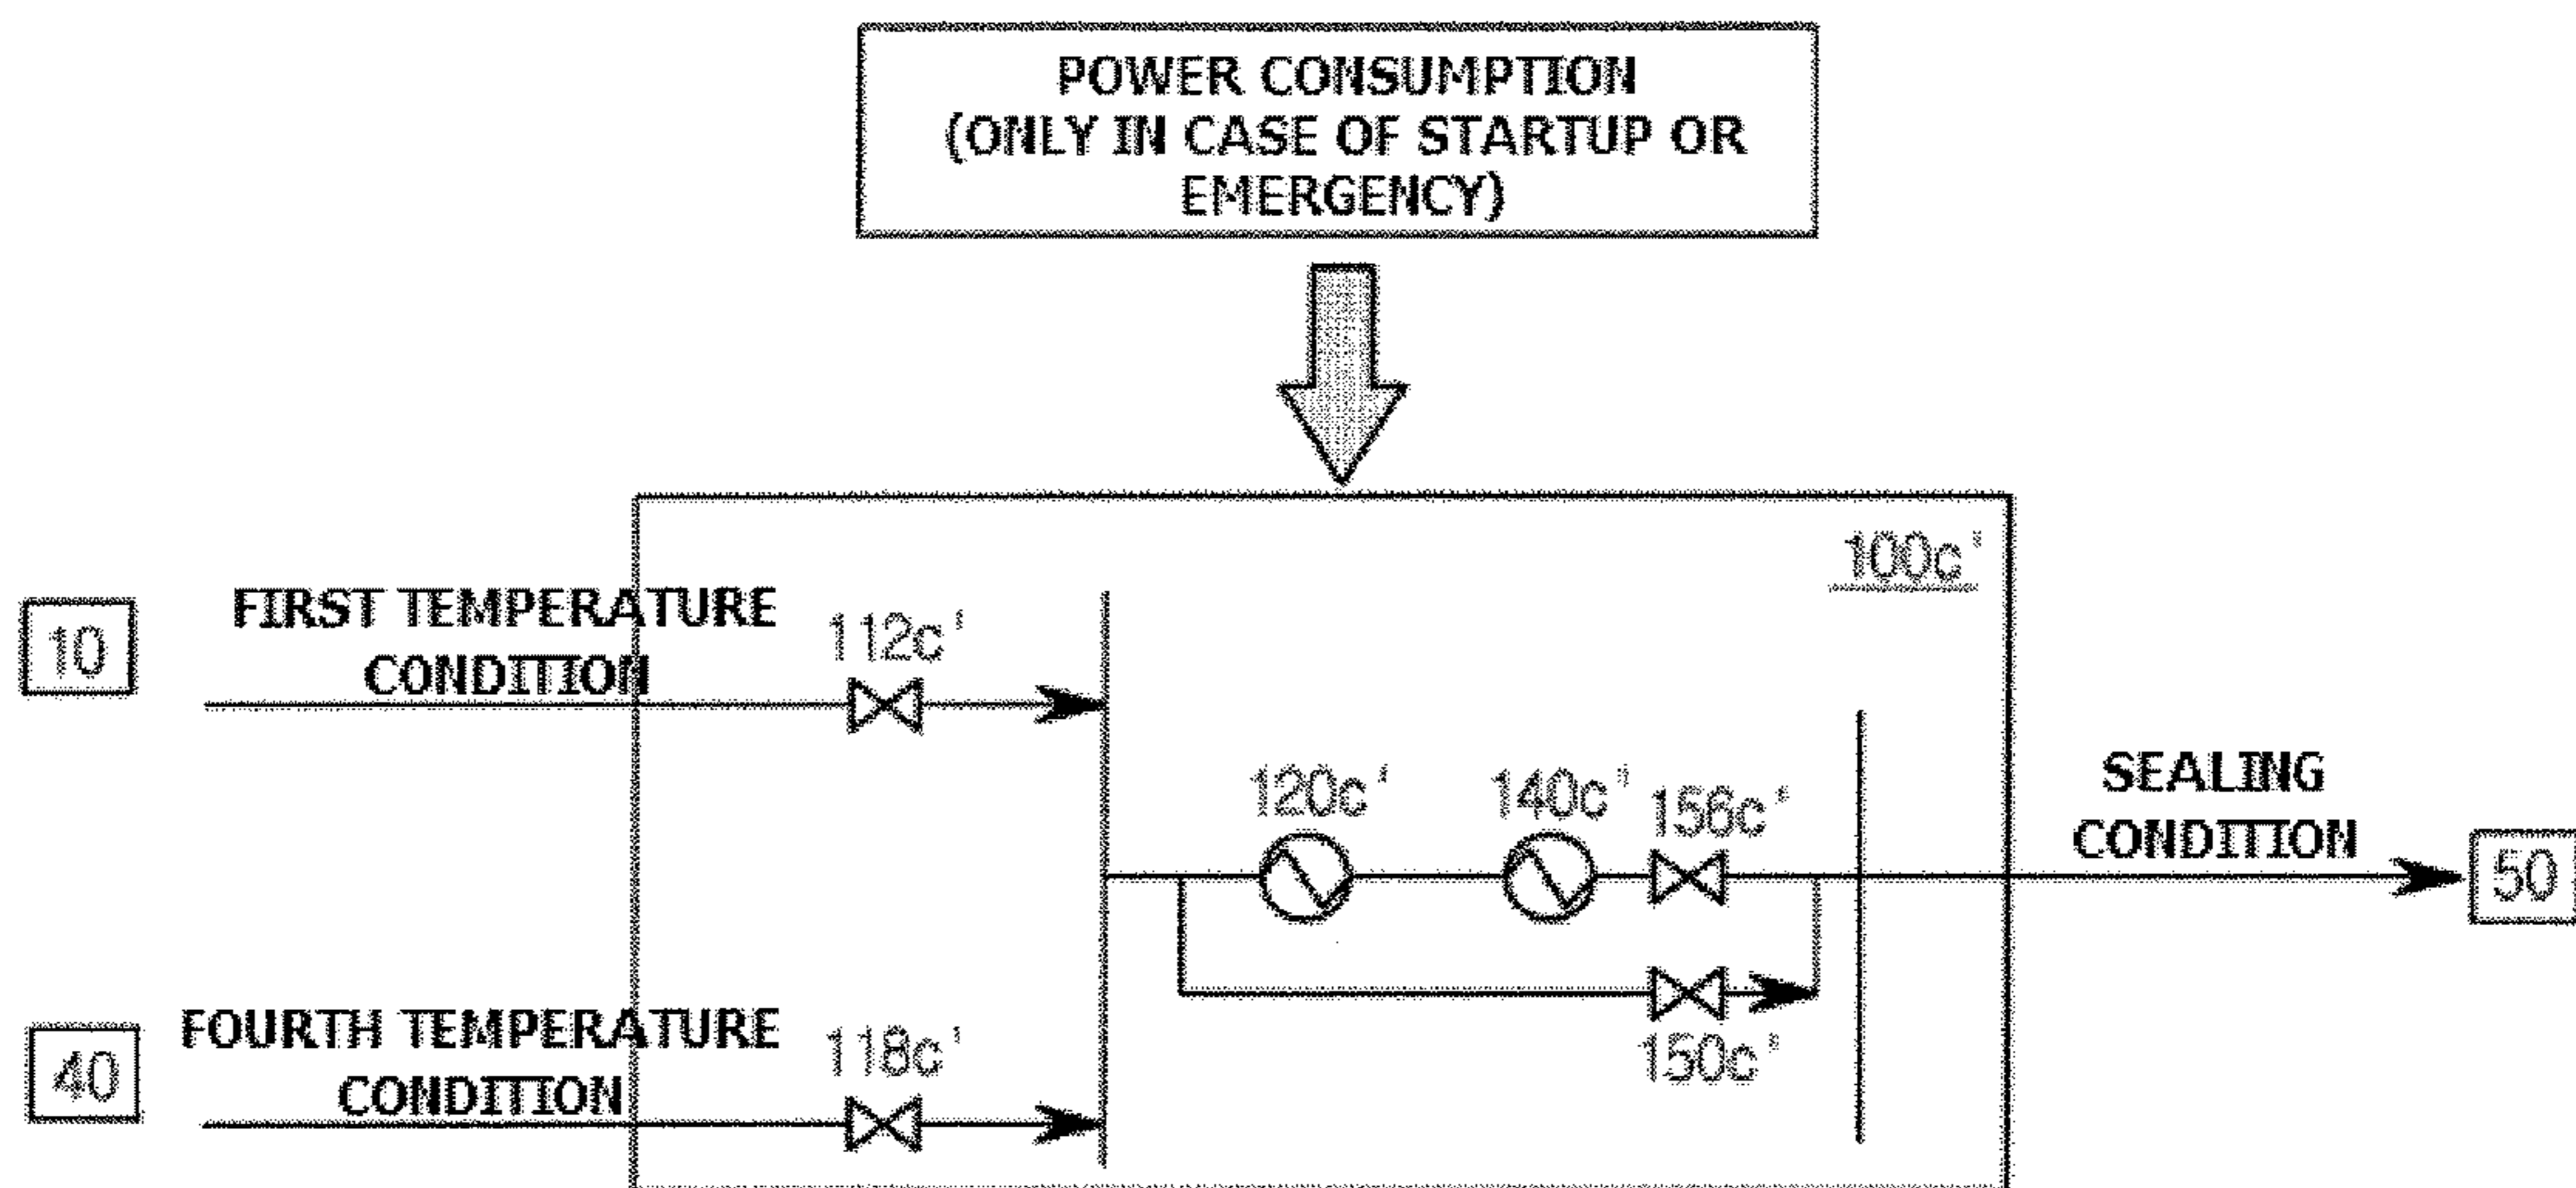 POWER CONSUMPTION
(ONLY IN CASE OF STARTUP OR
EMERGENCY)
100c'
10
FIRST TEMPERATURE
CONDITION
112c'
120c'
140c'
156c'
SEALING
CONDITION
50
40
FOURTH TEMPERATURE
CONDITION
118c'
150c'